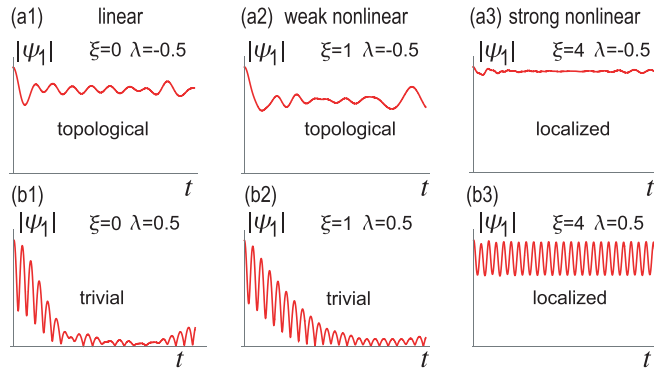 (a1) linear
|ψ1| ξ=0 λ=-0.5
topological
t
(a2) weak nonlinear
|ψ1| ξ=1 λ=-0.5
topological
t
(a3) strong nonlinear
|ψ1| ξ=4 λ=-0.5
localized
t
(b1)
|ψ1| ξ=0 λ=0.5
trivial
t
(b2)
|ψ1| ξ=1 λ=0.5
trivial
t
(b3)
|ψ1| ξ=4 λ=0.5
localized
t